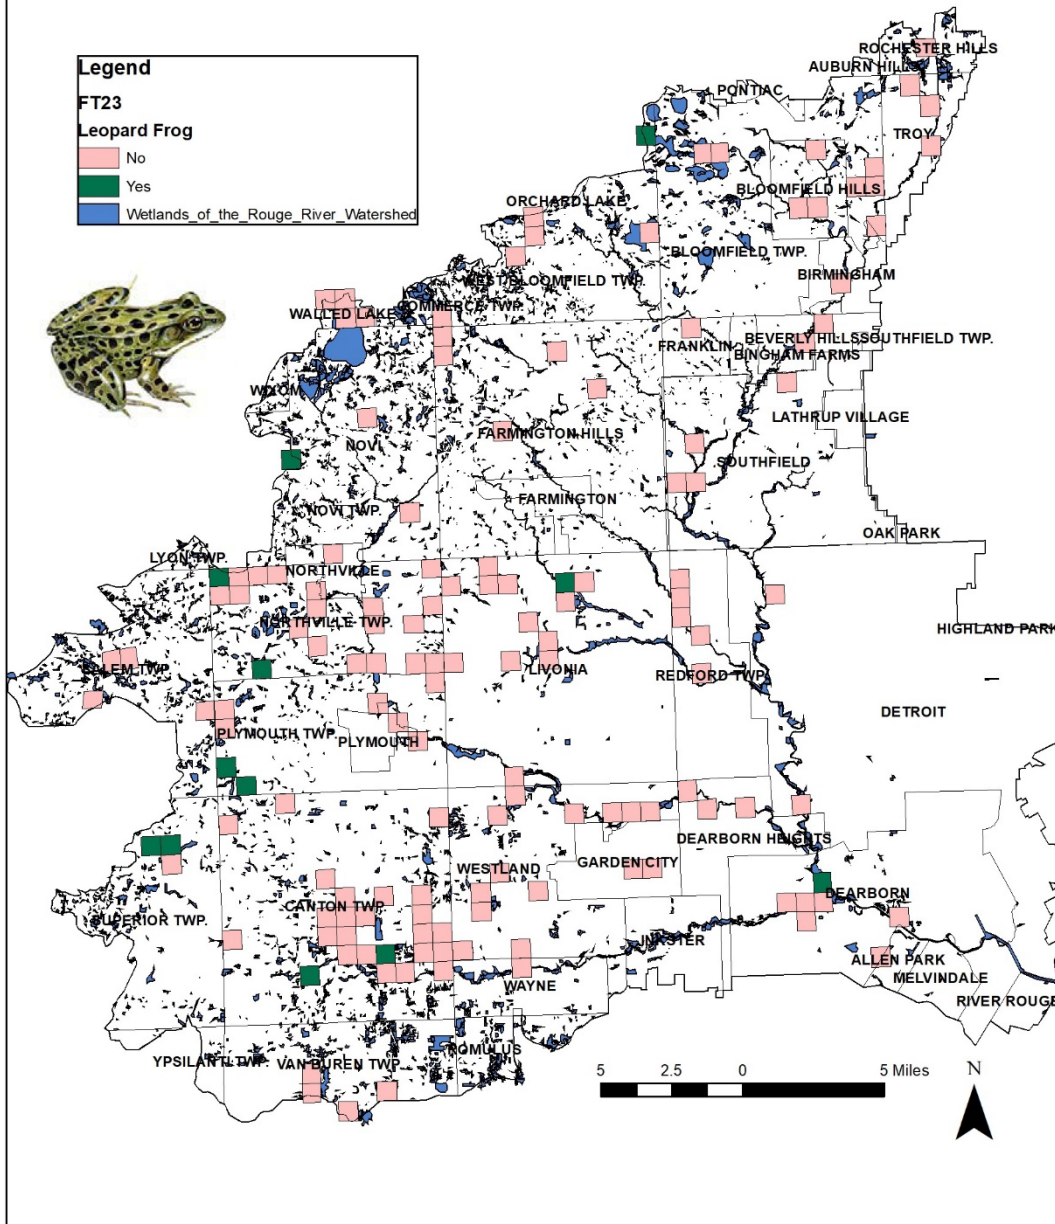 Legend
FT23
Leopard Frog
No
Yes
Wetlands_of_the_Rouge_River_Watershed
ROCHESTER HILLS
AUBURN HILLS
PONTIAC
TROY
BLOOMFIELD HILLS
ORCHARD LAKE
BLOOMFIELD TWP.
WEST BLOOMFIELD TWP.
BIRMINGHAM
COMMERCE TWP.
WALLED LAKE
BEVERLY HILLS
SOUTHFIELD TWP.
FRANKLIN
BINGHAM FARMS
WIXOM
LATHRUP VILLAGE
FARMINGTON HILLS
NOVI
SOUTHFIELD
FARMINGTON
NOVI TWP.
OAK PARK
LYON TWP.
NORTHVILLE
NORTHVILLE TWP.
HIGHLAND PARK
SALEM TWP.
LIVONIA
REDFORD TWP.
DETROIT
PLYMOUTH TWP.
PLYMOUTH
DEARBORN HEIGHTS
GARDEN CITY
WESTLAND
DEARBORN
CANTON TWP.
SUPERIOR TWP.
INKSTER
ALLEN PARK
MELVINDALE
WAYNE
RIVER ROUGE
ROMULUS
YPSILANTI TWP.
VAN BUREN TWP.
5 2.5 0 5 Miles
N